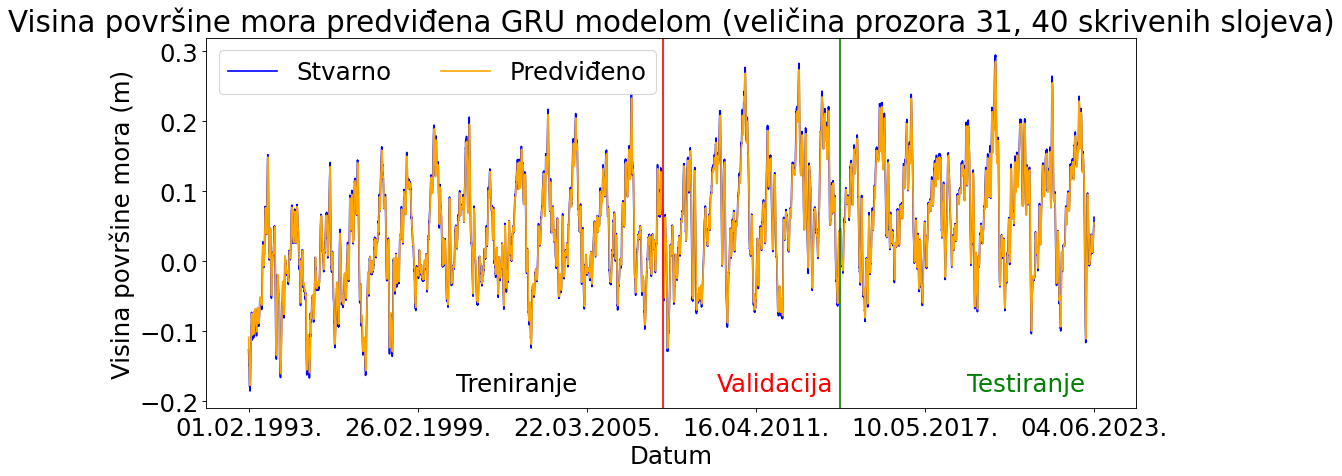 Visina površine mora predviđena GRU modelom (veličina prozora 31, 40 skrivenih slojeva)
Stvarno Predviđeno
Visina površine mora (m)
0.3
0.2
0.1
0.0
−0.1
−0.2
Treniranje Validacija Testiranje
01.02.1993. 26.02.1999. 22.03.2005. 16.04.2011. 10.05.2017. 04.06.2023.
Datum